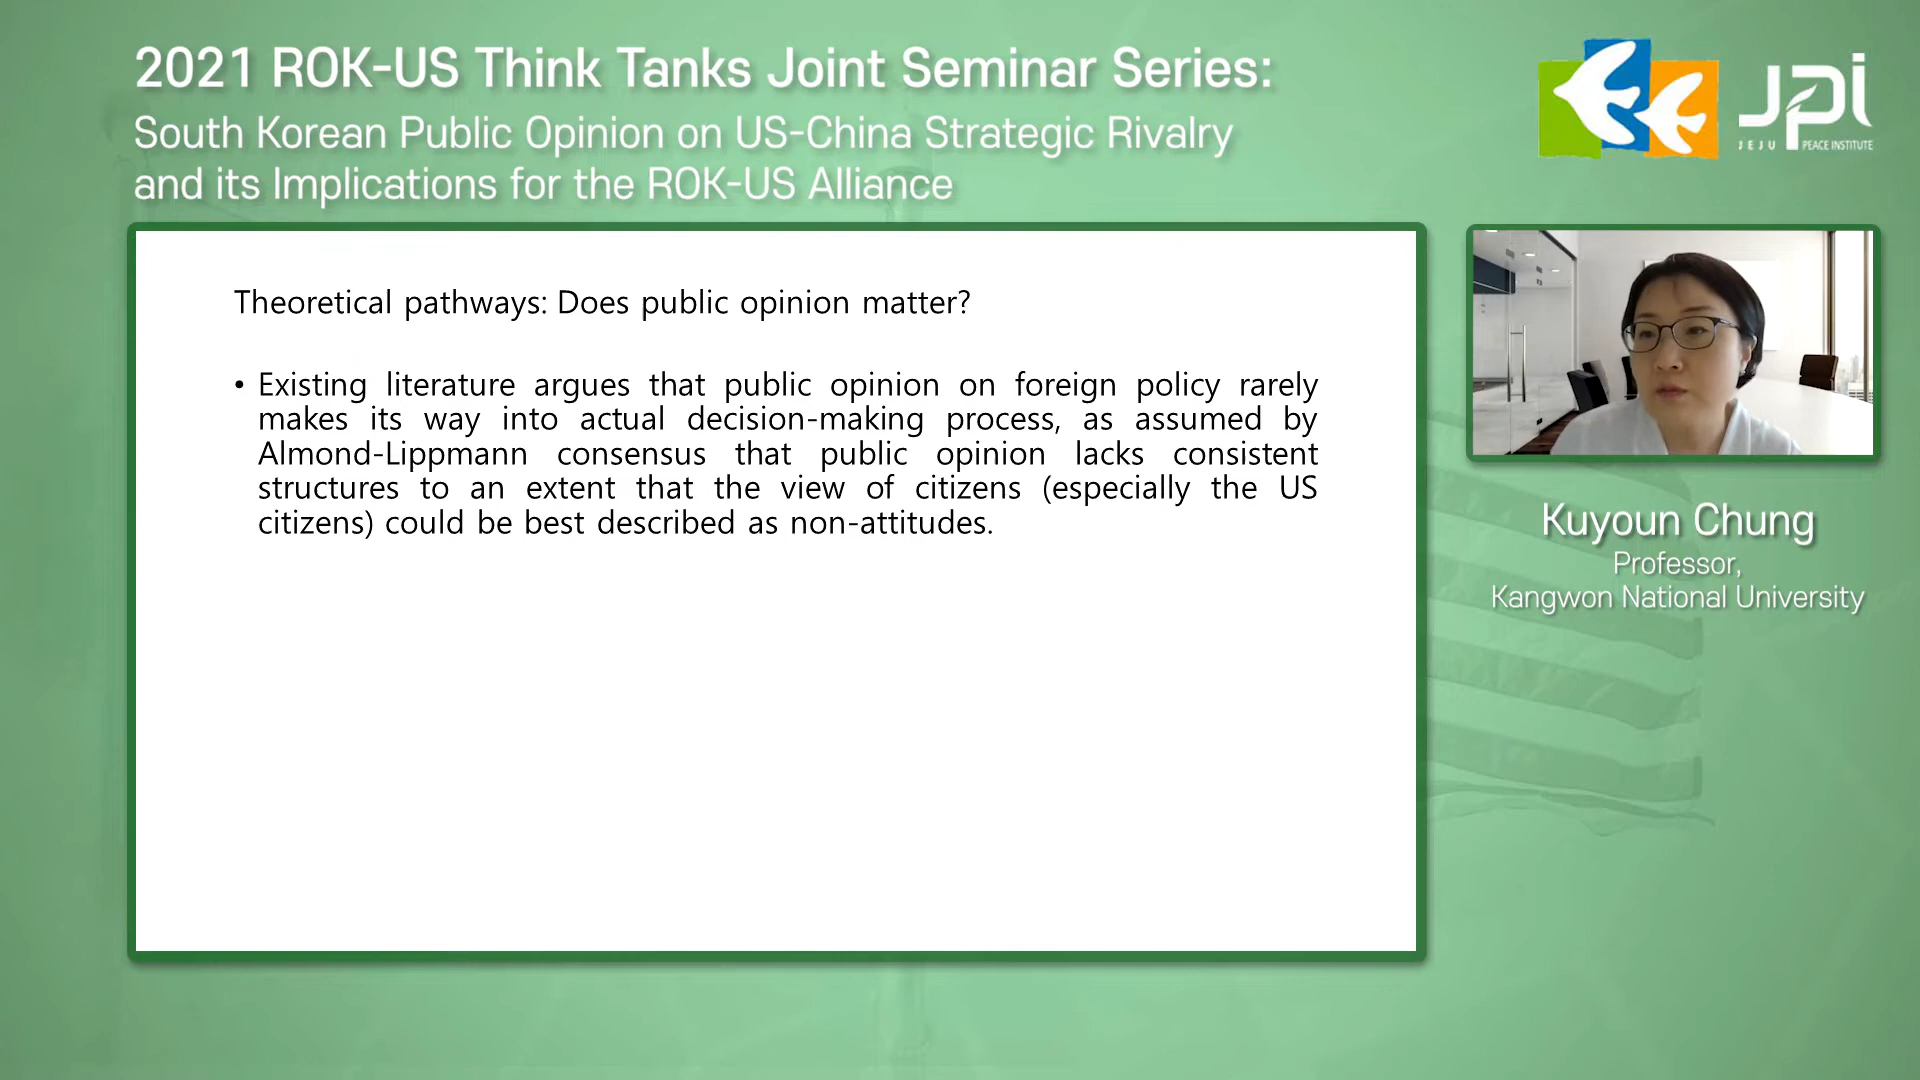 2021 ROK-US Think Tanks Joint Seminar Series:
South Korean Public Opinion on US-China Strategic Rivalry
and its Implications for the ROK-US Alliance
JPI
JEJU PEACE INSTITUTE
Theoretical pathways: Does public opinion matter?
• Existing literature argues that public opinion on foreign policy rarely
makes its way into actual decision-making process, as assumed by
Almond-Lippmann consensus that public opinion lacks consistent
structures to an extent that the view of citizens (especially the US
citizens) could be best described as non-attitudes.
Kuyoun Chung
Professor,
Kangwon National University